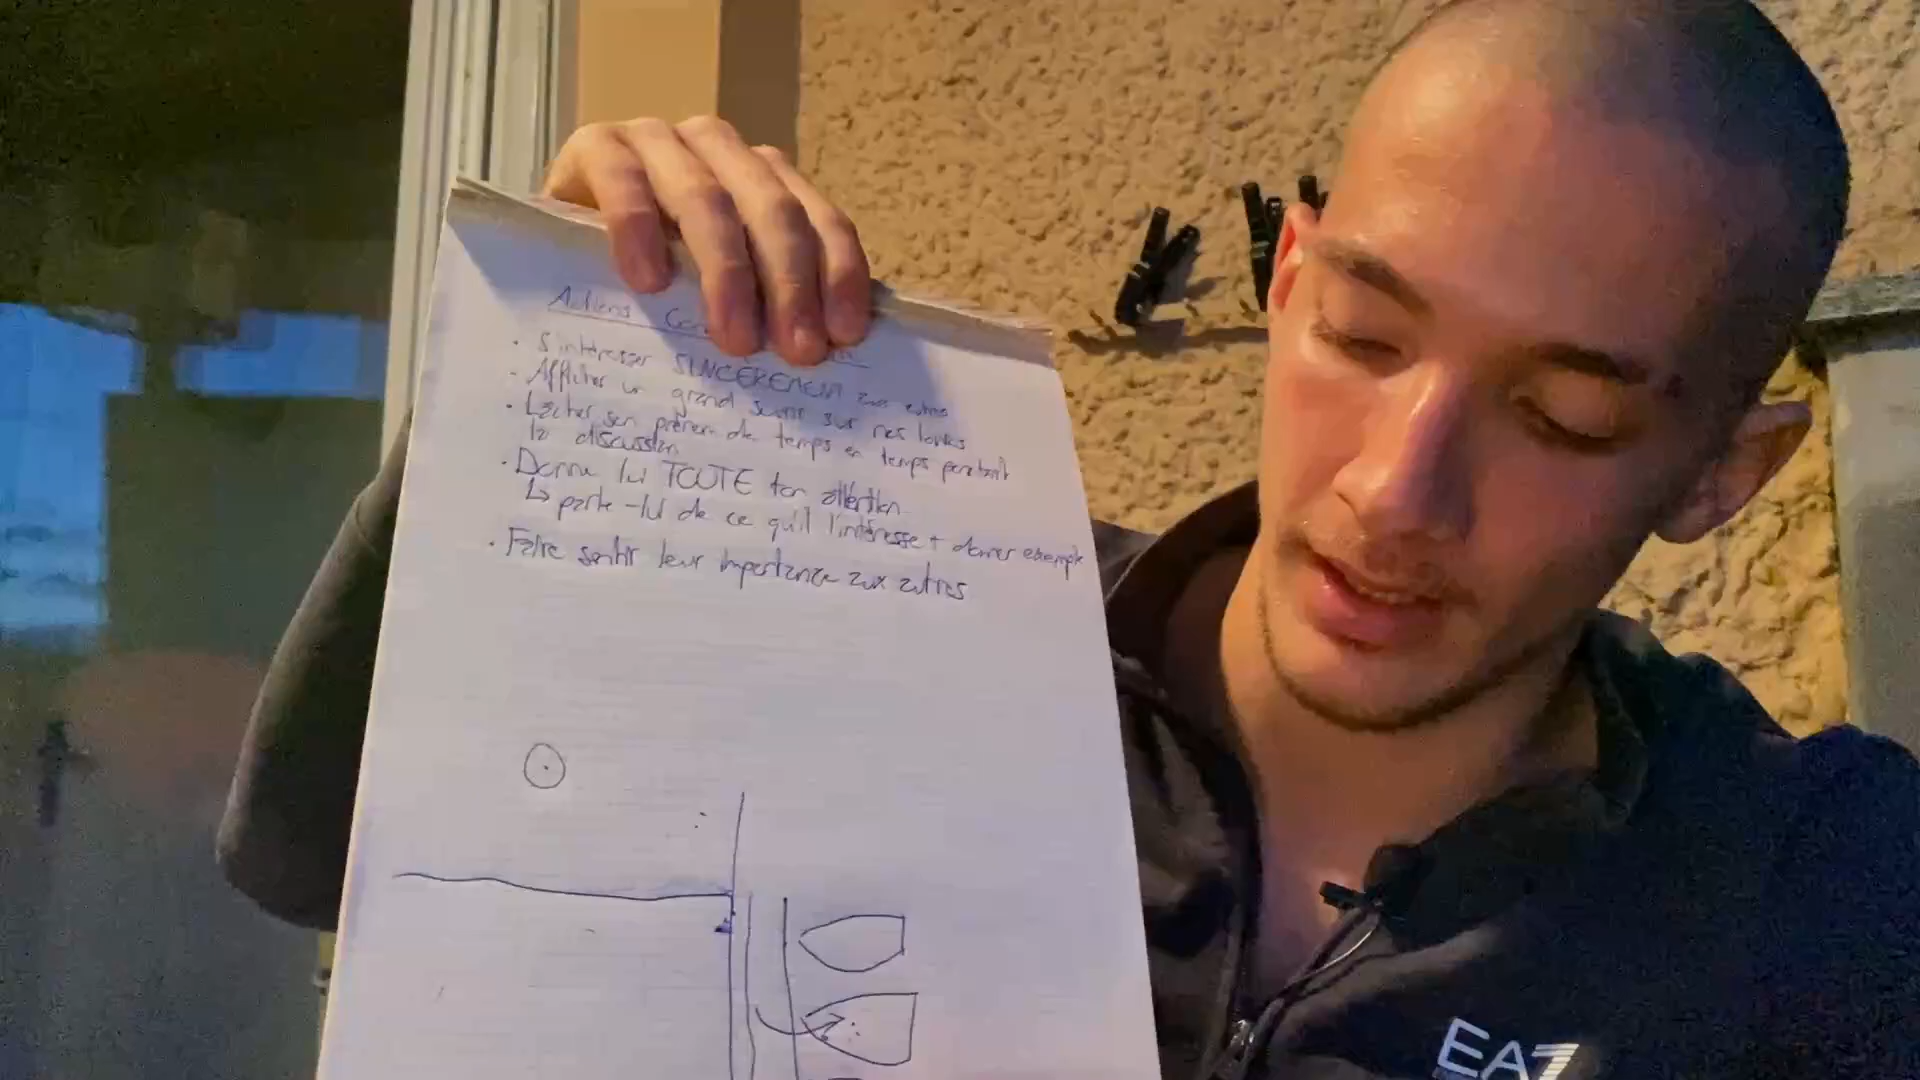 Actions
· S'intéresser SINCÈREMENT aux autres
· Afficher un grand sourir sur nos lèvres
· Lâcher son prénom de temps en temps pendant
la discussion
· Donne lui TOUTE ton attention
↳ parle-lui de ce qu'il l'intéresse + donner exemple
· Faire sentir leur importance aux autres
EA7